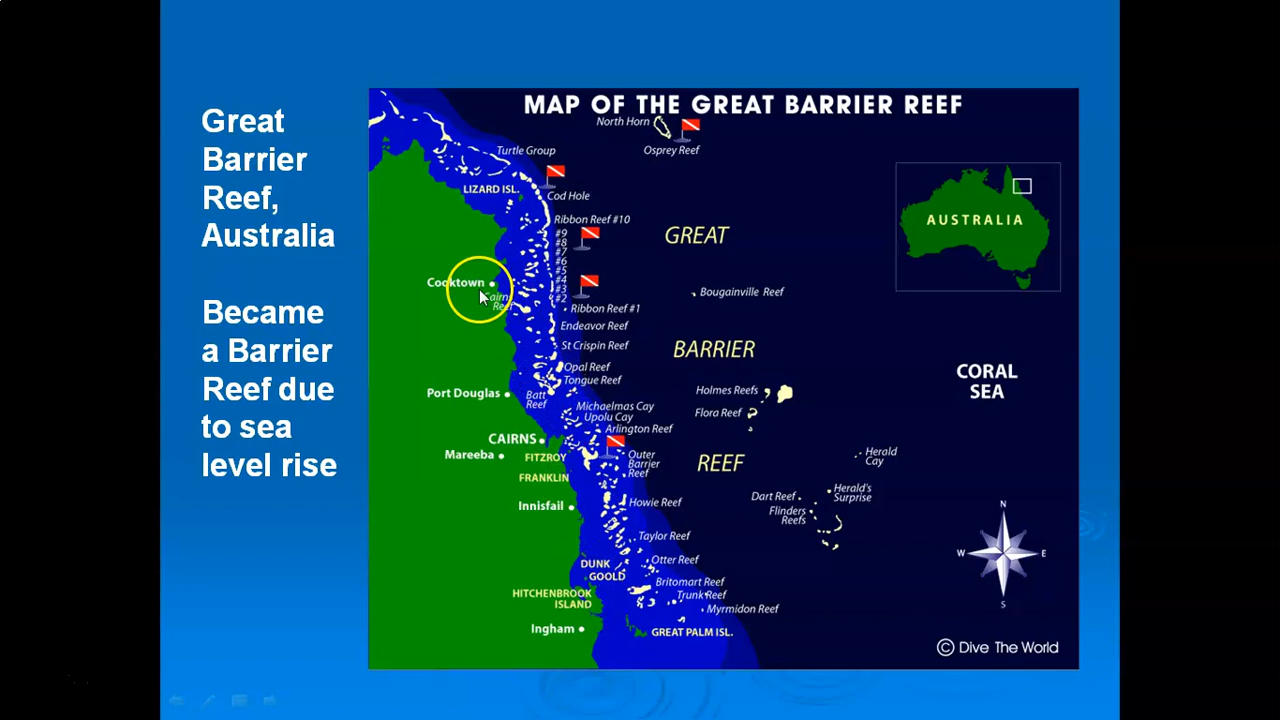 Great
Barrier
Reef,
Australia
Became
a Barrier
Reef due
to sea
level rise
MAP OF THE GREAT BARRIER REEF
North Horn
Osprey Reef
Turtle Group
LIZARD ISL.
Cod Hole
Ribbon Reef #10
#9
#8
#7
#6
#5
#4
#3
#2
Ribbon Reef #1
Cooktown
Cairns
Reef
Endeavor Reef
St Crispin Reef
Opal Reef
Tongue Reef
Port Douglas
Batt
Reef
Michaelmas Cay
Upolu Cay
Arlington Reef
CAIRNS
Mareeba
FITZROY
FRANKLIN
Outer
Barrier
Reef
Innisfail
Howie Reef
Taylor Reef
DUNK
GOOLD
Otter Reef
HITCHENBROOK
ISLAND
Britomart Reef
Trunk Reef
Myrmidon Reef
Ingham
GREAT PALM ISL.
GREAT
BARRIER
REEF
Bougainville Reef
Holmes Reefs
Flora Reef
Herald
Cay
Dart Reef
Herald's
Surprise
Flinders
Reefs
AUSTRALIA
CORAL
SEA
N
W
E
S
© Dive The World